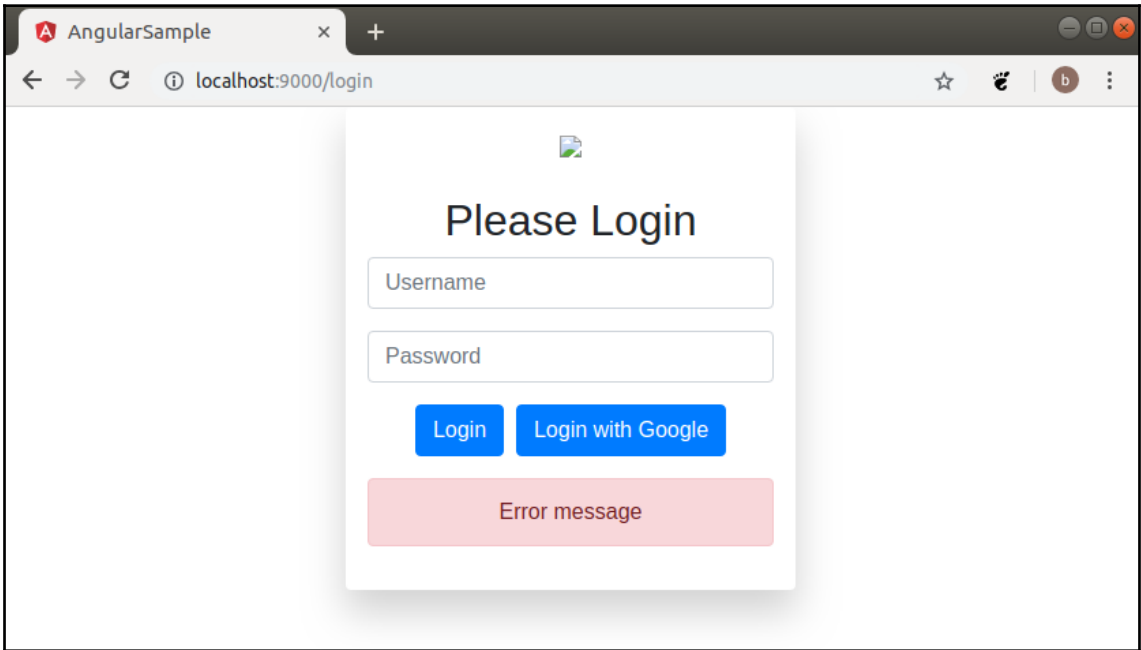 AngularSample
localhost:9000/login
b
Please Login
Username
Password
Login Login with Google
Error message